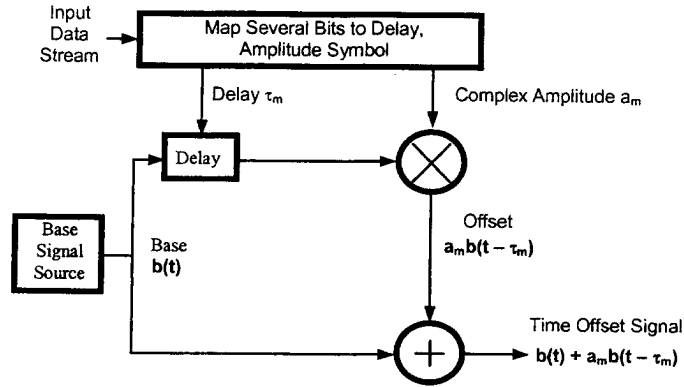 Input
Data
Stream
Map Several Bits to Delay,
Amplitude Symbol
Delay τm
Complex Amplitude am
Delay
Base
Signal
Source
Base
b(t)
Offset
amb(t – τm)
Time Offset Signal
b(t) + amb(t – τm)